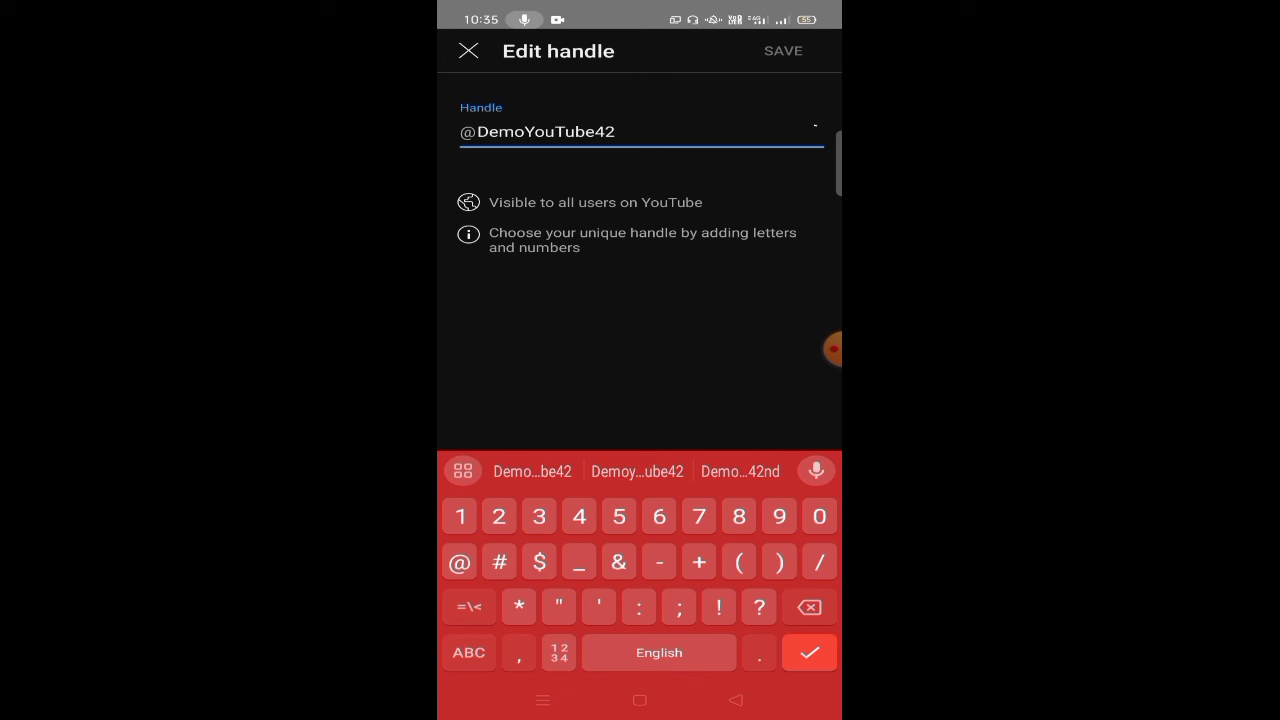 10:35
55
Edit handle
SAVE
Handle
@DemoYouTube42
Visible to all users on YouTube
Choose your unique handle by adding letters
and numbers
Demo...be42 Demoy...ube42 Demo...42nd
1 2 3 4 5 6 7 8 9 0
@ # $ _ & - + ( ) /
=\< * " ' : ; ! ?
ABC , 12 34 English .